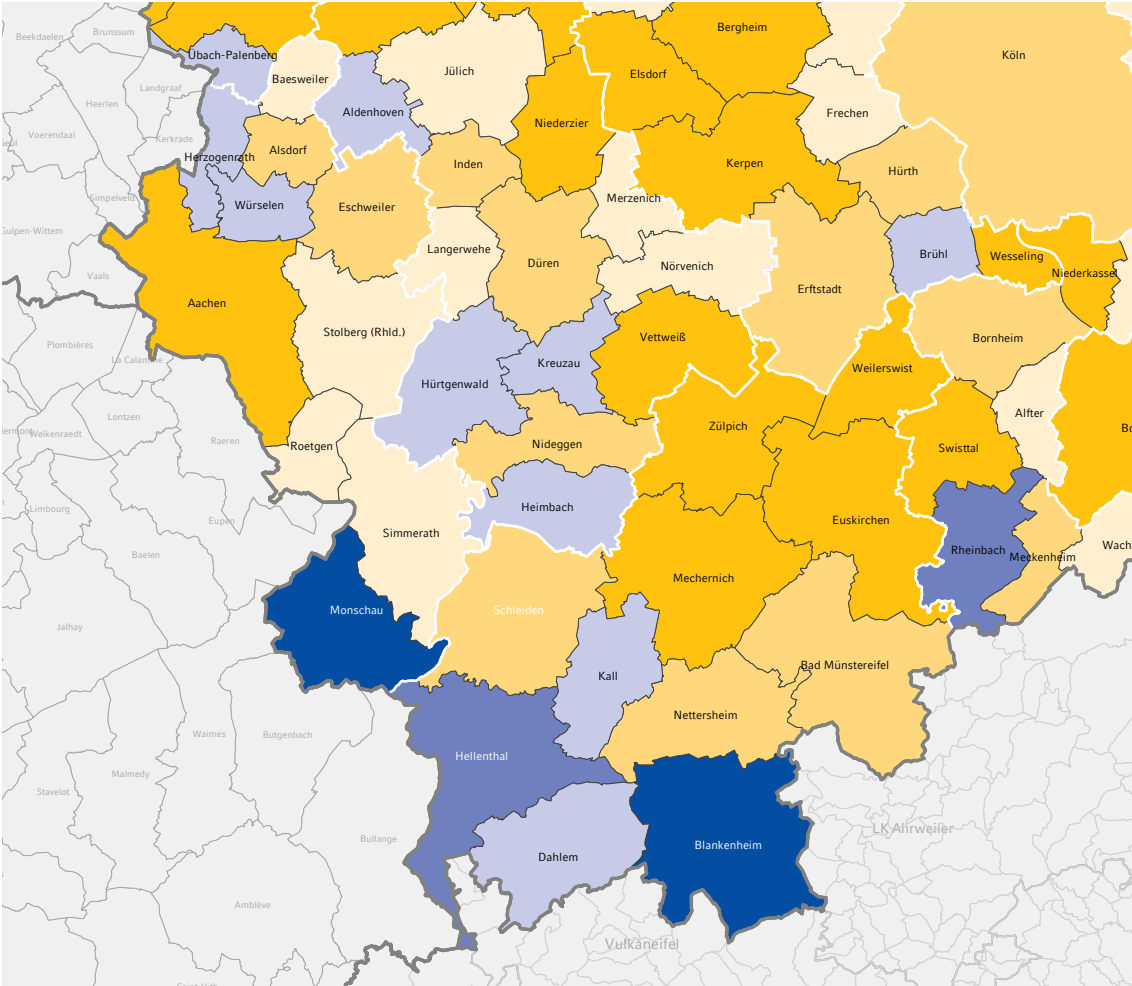 Beekdaelen
Brunssum
Bergheim
Übach-Palenberg
Köln
Jülich
Baesweiler
Elsdorf
Landgraaf
Heerlen
Aldenhoven
Frechen
Niederzier
Voerendaal
Kerkrade
Alsdorf
Herzogenrath
Inden
Kerpen
Hürth
Simpelveld
Merzenich
Würselen
Eschweiler
Gulpen-Wittem
Langerwehe
Brühl
Wesseling
Düren
Nörvenich
Niederkassel
Vaals
Erftstadt
Aachen
Stolberg (Rhld.)
Vettweiß
Bornheim
Plombières
La Calamine
Kreuzau
Weilerswist
Hürtgenwald
Alfter
Lontzen
Zülpich
Bo
Welkenraedt
Raeren
Roetgen
Nideggen
Swisttal
Limbourg
Heimbach
Eupen
Euskirchen
Simmerath
Wach
Baelen
Rheinbach
Meckenheim
Mechernich
Monschau
Schleiden
Jalhay
Bad Münstereifel
Kall
Nettersheim
Waimes
Butgenbach
Hellenthal
Malmedy
Stavelot
LK Ahrweiler
Bullange
Blankenheim
Dahlem
Amblève
Vulkaneifel